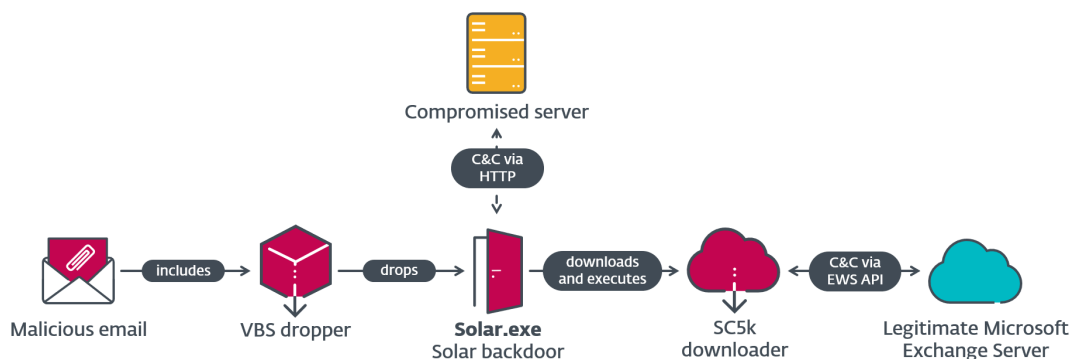 Compromised server
C&C via
HTTP
includes
drops
downloads
and executes
C&C via
EWS API
Malicious email
VBS dropper
Solar.exe
Solar backdoor
SC5k
downloader
Legitimate Microsoft
Exchange Server